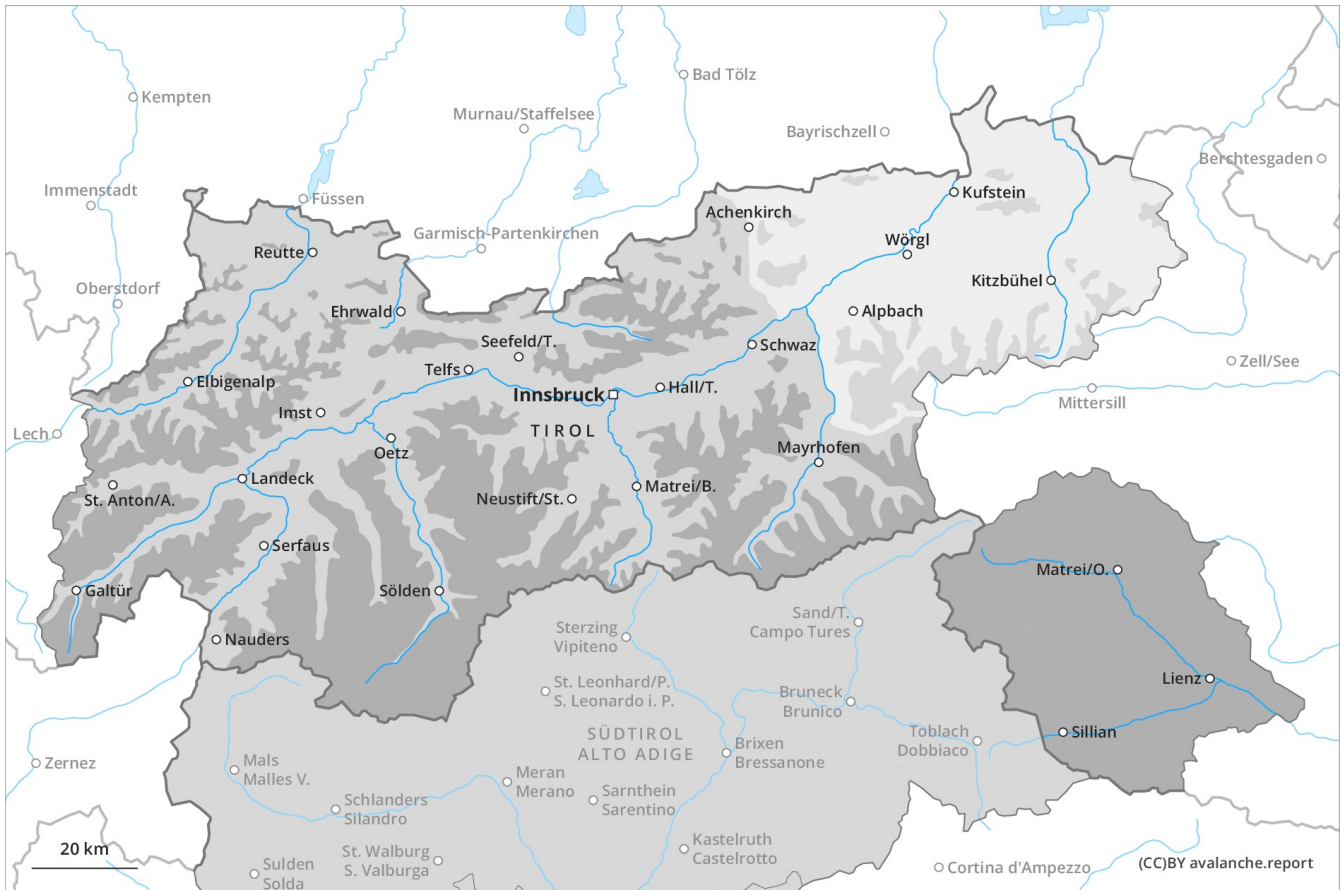 Bad Tölz
Kempten
Murnau/Staffelsee
Bayrischzell
Berchtesgaden
Immenstadt
Füssen
Kufstein
Achenkirch
Garmisch-Partenkirchen
Wörgl
Reutte
Kitzbühel
Oberstdorf
Ehrwald
Alpbach
Seefeld/T.
Schwaz
Zell/See
Telfs
Elbigenalp
Innsbruck
Hall/T.
Mittersill
Imst
TIROL
Lech
Oetz
Mayrhofen
Landeck
St. Anton/A.
Neustift/St.
Matrei/B.
Serfaus
Matrei/O.
Galtür
Sölden
Nauders
Sterzing
Vipiteno
Sand/T.
Campo Tures
Lienz
St. Leonhard/P.
S. Leonardo i. P.
Bruneck
Brunico
SÜDTIROL
ALTO ADIGE
Toblach
Dobbiaco
Sillian
Brixen
Bressanone
Zernez
Mals
Malles V.
Meran
Merano
Sarnthein
Sarentino
Schlanders
Silandro
20 km
St. Walburg
S. Valburga
Kastelruth
Castelrotto
Sulden
Solda
Cortina d'Ampezzo
(CC)BY avalanche.report